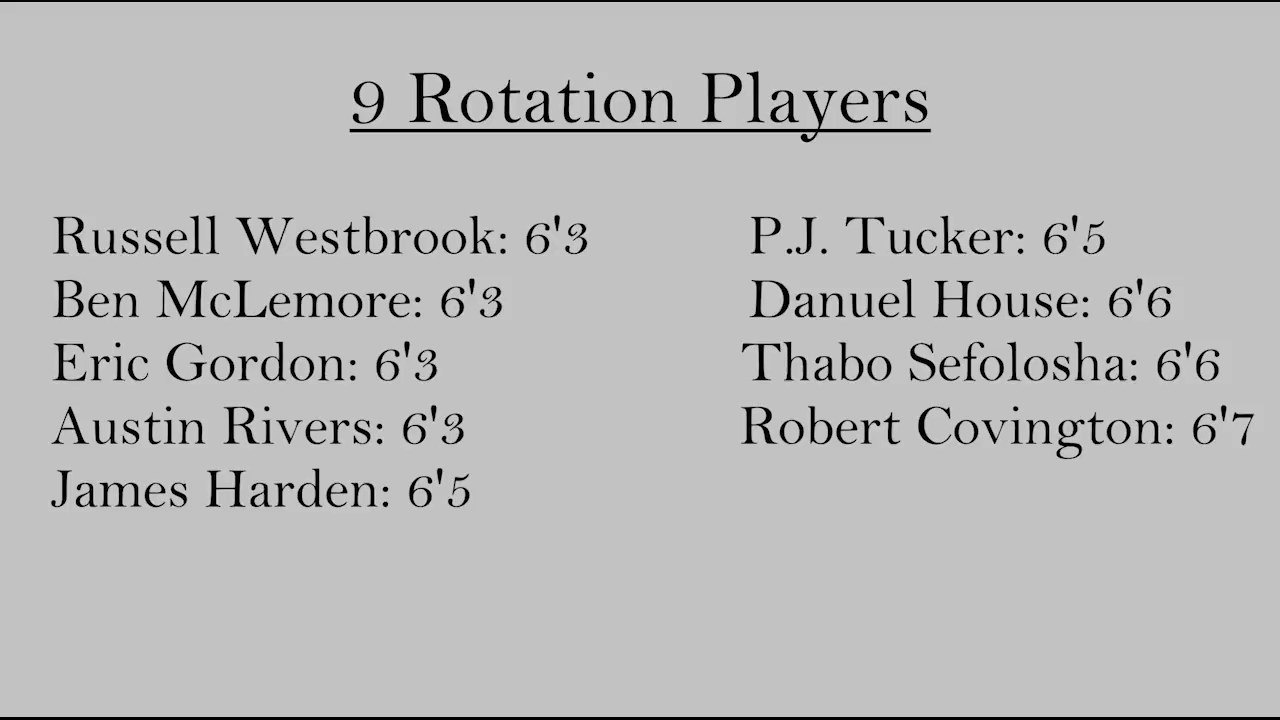 9 Rotation Players
Russell Westbrook: 6'3
Ben McLemore: 6'3
Eric Gordon: 6'3
Austin Rivers: 6'3
James Harden: 6'5
P.J. Tucker: 6'5
Danuel House: 6'6
Thabo Sefolosha: 6'6
Robert Covington: 6'7